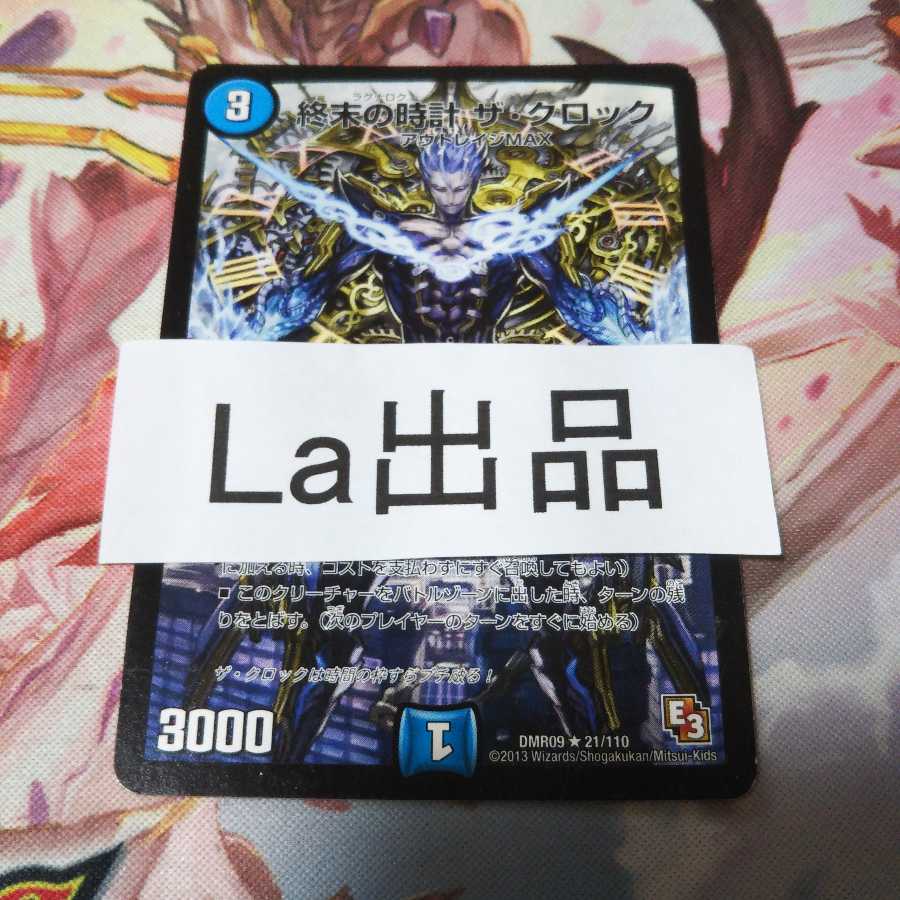 3
ラグナロク
終末の時計 ザ・クロック
アウトレイジMAX
La出品
に加える時、コストを支払わずにすぐ召喚してもよい)
■ このクリーチャーをバトルゾーンに出した時、ターンの残
りをとばす。(次のプレイヤーのターンをすぐに始める)
ザ・クロックは時間の枠すらブチ破る!
3000
1
E3
DMR09 ★ 21/110
©2013 Wizards/Shogakukan/Mitsui-Kids